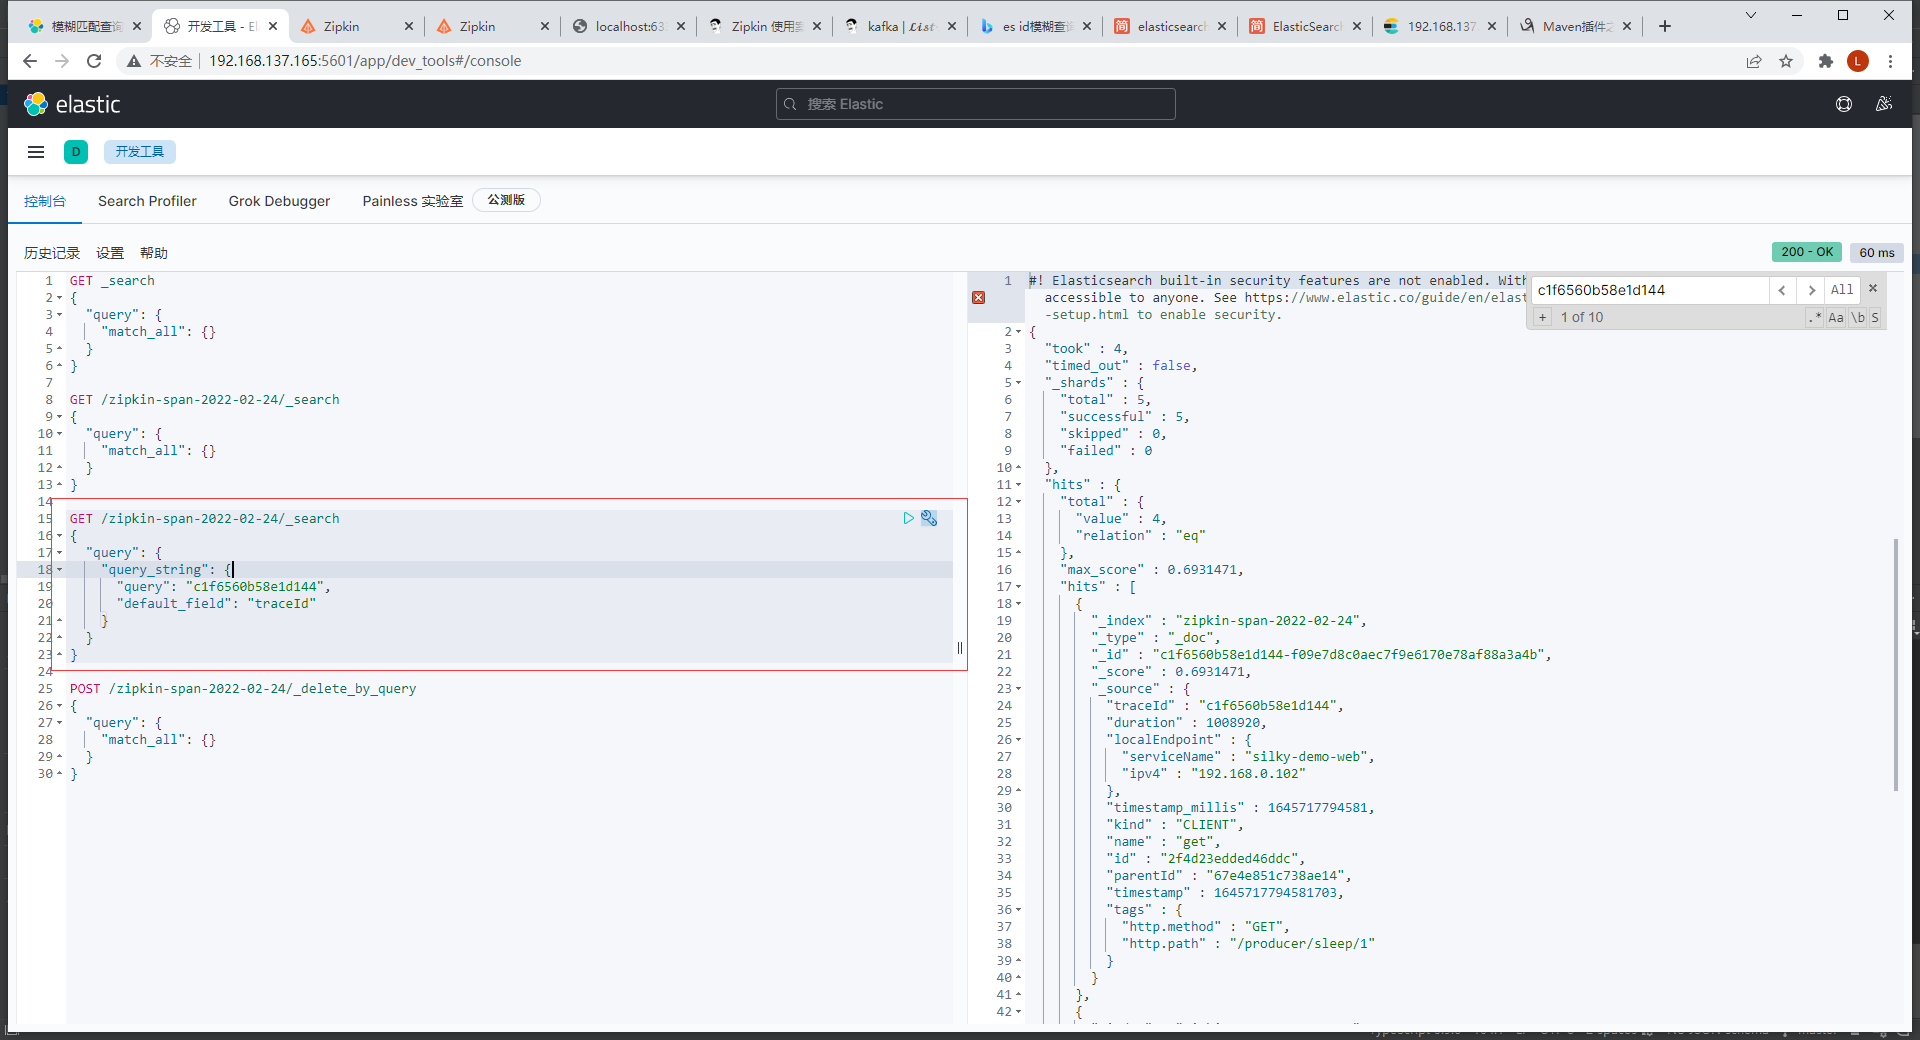 模糊匹配查询
开发工具 - El
Zipkin
Zipkin
localhost:63
Zipkin 使用
kafka | List
es id模糊查
elasticsearch
ElasticSearc
192.168.137.
Maven插件之
不安全
192.168.137.165:5601/app/dev_tools#/console
L
elastic
搜索 Elastic
D
开发工具
控制台
Search Profiler
Grok Debugger
Painless 实验室
公测版
历史记录
设置
帮助
200 - OK
60 ms
1 GET _search
2 {
3 "query": {
4 "match_all": {}
5 }
6 }
7
8 GET /zipkin-span-2022-02-24/_search
9 {
10 "query": {
11 "match_all": {}
12 }
13 }
14
15 GET /zipkin-span-2022-02-24/_search
16 {
17 "query": {
18 "query_string": {
19 "query": "c1f6560b58e1d144",
20 "default_field": "traceId"
21 }
22 }
23 }
24
25 POST /zipkin-span-2022-02-24/_delete_by_query
26 {
27 "query": {
28 "match_all": {}
29 }
30 }
1 #! Elasticsearch built-in security features are not enabled. With
accessible to anyone. See https://www.elastic.co/guide/en/elast
-setup.html to enable security.
c1f6560b58e1d144
All
+ 1 of 10
.* Aa \b S
2 {
3 "took" : 4,
4 "timed_out" : false,
5 "_shards" : {
6 "total" : 5,
7 "successful" : 5,
8 "skipped" : 0,
9 "failed" : 0
10 },
11 "hits" : {
12 "total" : {
13 "value" : 4,
14 "relation" : "eq"
15 },
16 "max_score" : 0.6931471,
17 "hits" : [
18 {
19 "_index" : "zipkin-span-2022-02-24",
20 "_type" : "_doc",
21 "_id" : "c1f6560b58e1d144-f09e7d8c0aec7f9e6170e78af88a3a4b",
22 "_score" : 0.6931471,
23 "_source" : {
24 "traceId" : "c1f6560b58e1d144",
25 "duration" : 1008920,
26 "localEndpoint" : {
27 "serviceName" : "silky-demo-web",
28 "ipv4" : "192.168.0.102"
29 },
30 "timestamp_millis" : 1645717794581,
31 "kind" : "CLIENT",
32 "name" : "get",
33 "id" : "2f4d23edded46ddc",
34 "parentId" : "67e4e851c738ae14",
35 "timestamp" : 1645717794581703,
36 "tags" : {
37 "http.method" : "GET",
38 "http.path" : "/producer/sleep/1"
39 }
40 }
41 },
42 {